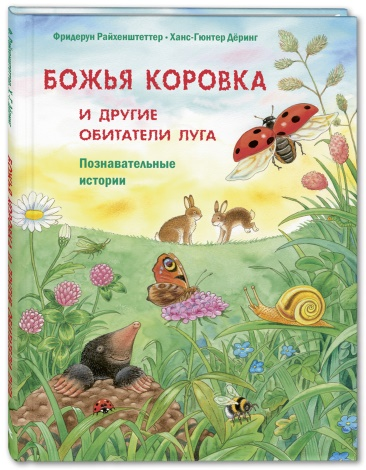 Фридерун Райхенштеттер · Ханс-Гюнтер Дёринг
БОЖЬЯ КОРОВКА
И ДРУГИЕ
ОБИТАТЕЛИ ЛУГА
Познавательные
истории